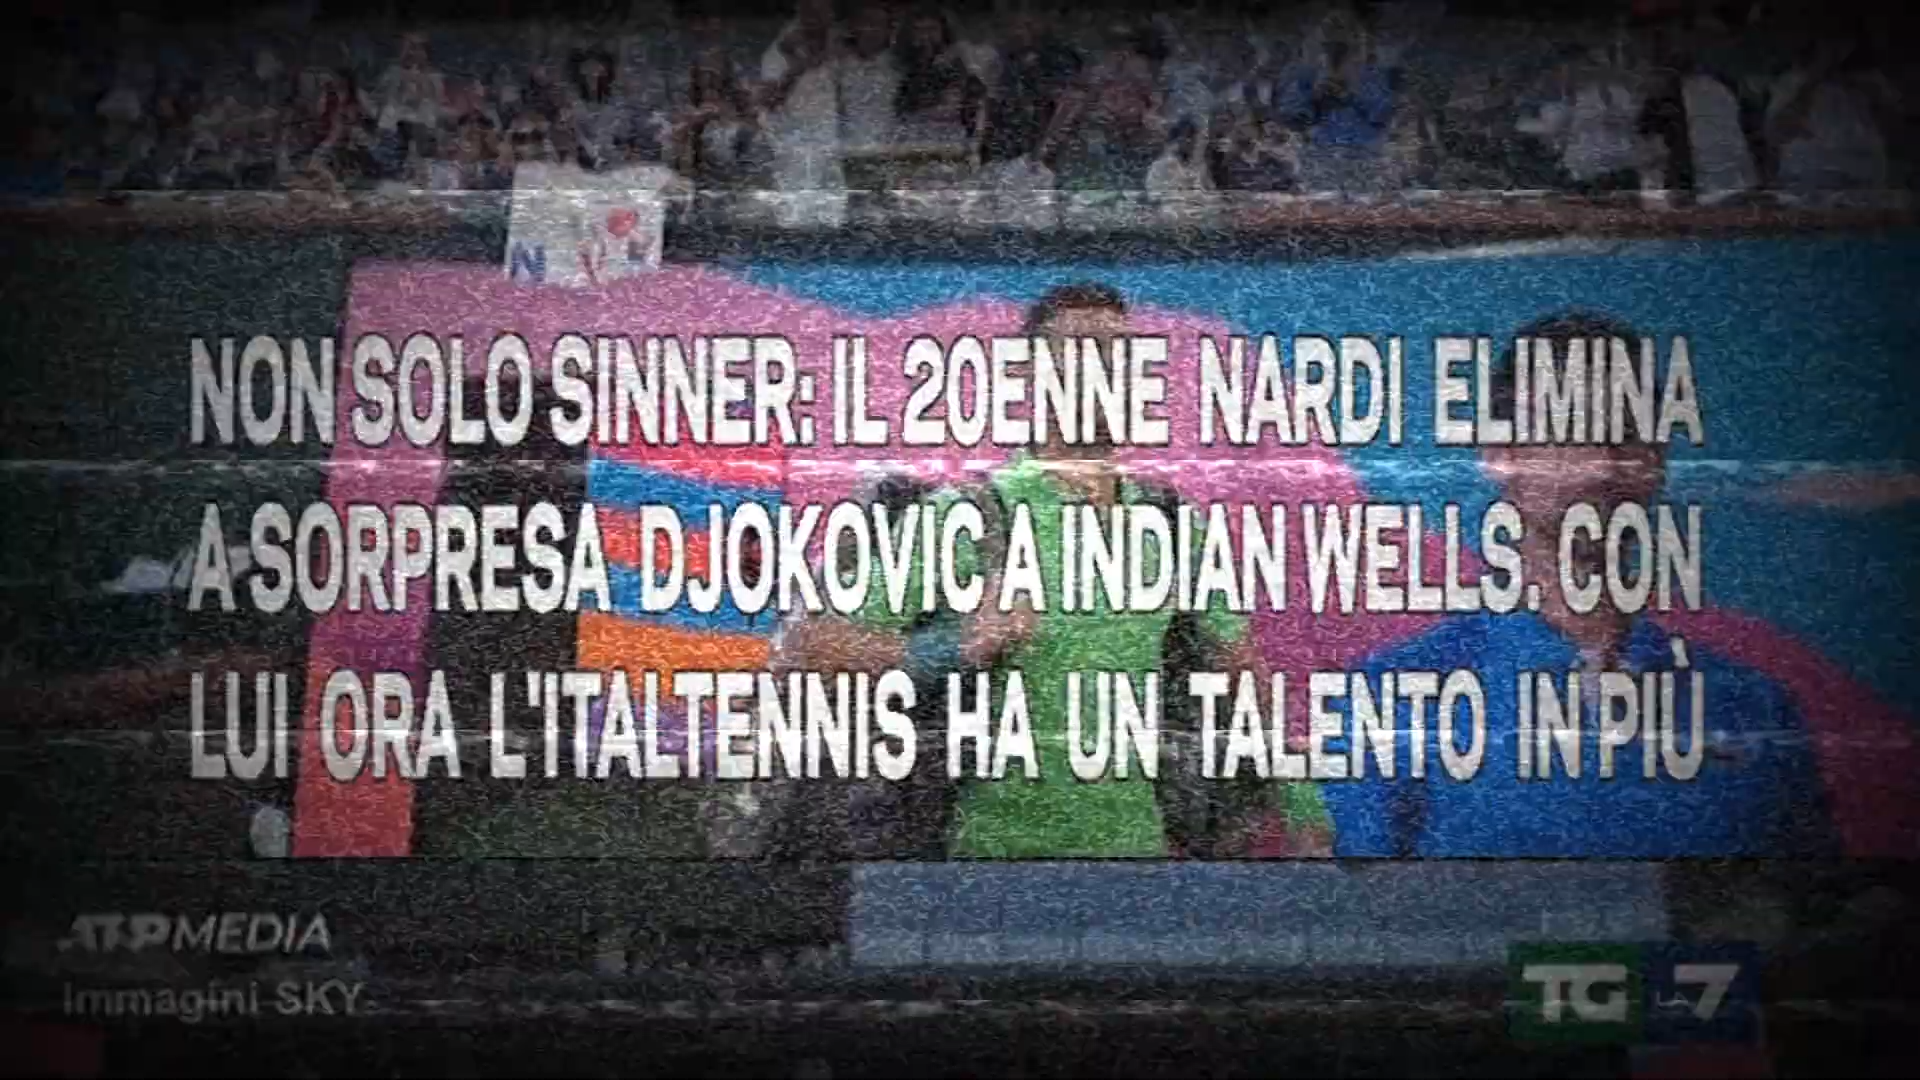 NON SOLO SINNER: IL 20ENNE NARDI ELIMINA
A SORPRESA DJOKOVIC A INDIAN WELLS. CON
LUI ORA L'ITALTENNIS HA UN TALENTO IN PIÙ
ATP MEDIA
Immagini SKY
TG LA7